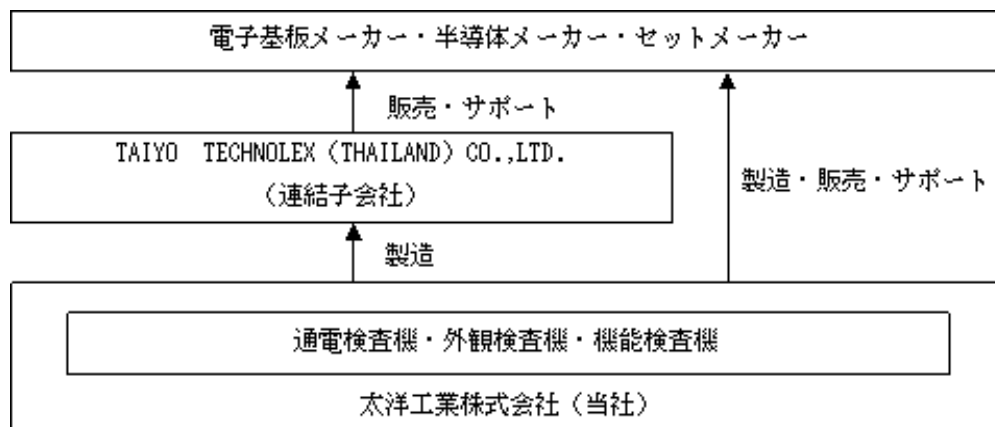 電子基板メーカー・半導体メーカー・セットメーカー
販売・サポート
TAIYO　TECHNOLEX（THAILAND）CO.,LTD.
（連結子会社）
製造・販売・サポート
製造
通電検査機・外観検査機・機能検査機
太洋工業株式会社（当社）